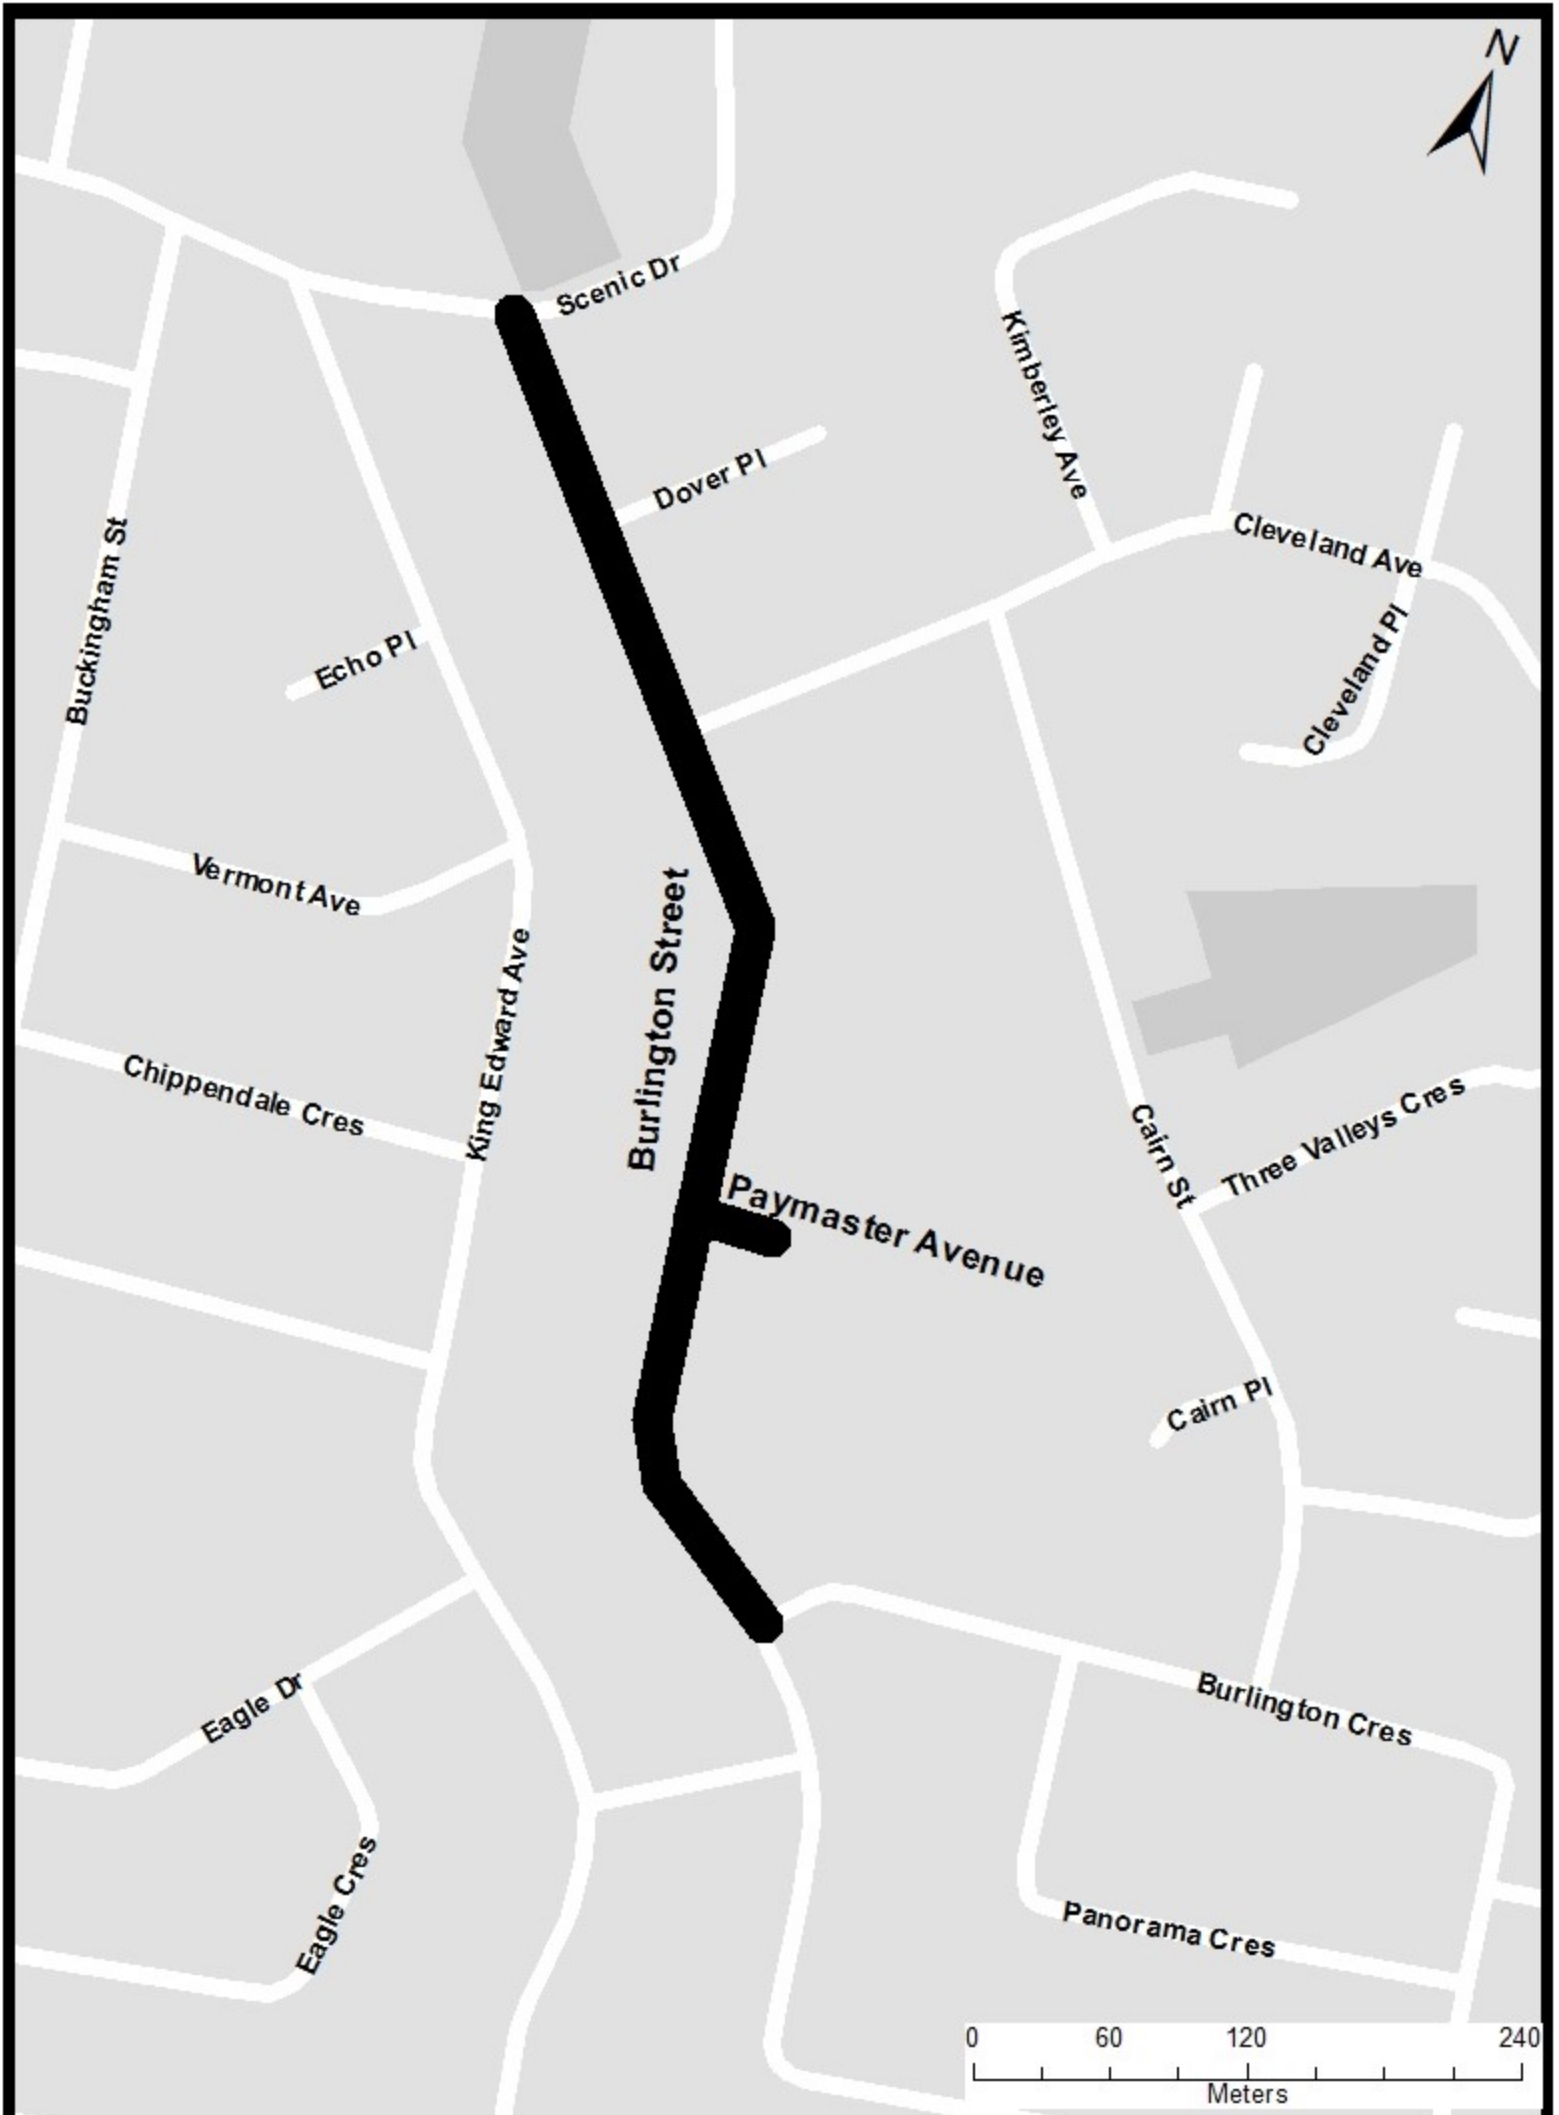 N
Scenic Dr
Kimberley Ave
Dover Pl
Cleveland Ave
Buckingham St
Echo Pl
Cleveland Pl
Vermont Ave
Burlington Street
King Edward Ave
Chippendale Cres
Three Valleys Cres
Cairn St
Paymaster Avenue
Cairn Pl
Eagle Dr
Burlington Cres
Eagle Cres
Panorama Cres
0 60 120 240
Meters